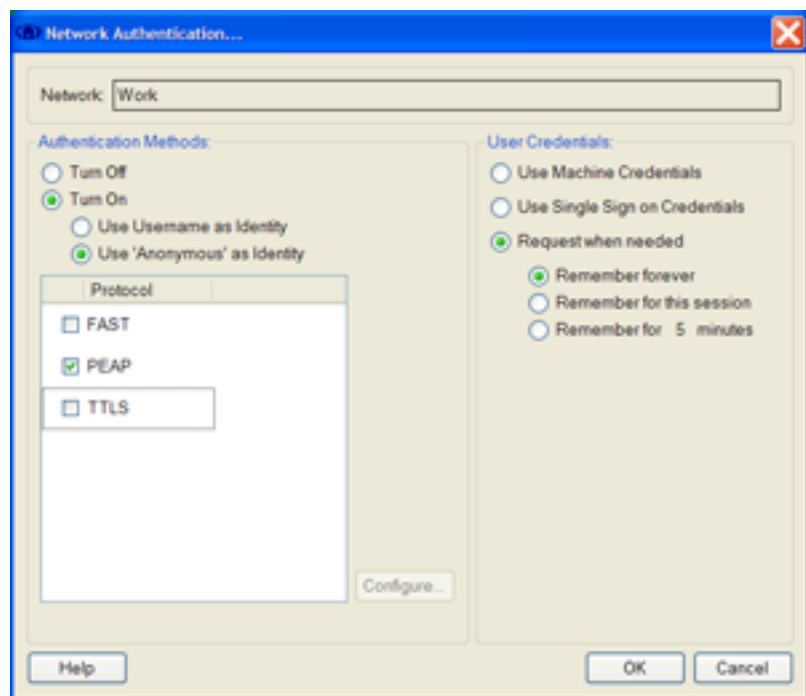 Network Authentication...
Network: Work
Authentication Methods:
Turn Off
Turn On
Use Username as Identity
Use 'Anonymous' as Identity
Protocol
FAST
PEAP
TTLS
Configure...
User Credentials:
Use Machine Credentials
Use Single Sign on Credentials
Request when needed
Remember forever
Remember for this session
Remember for 5 minutes
Help
OK
Cancel